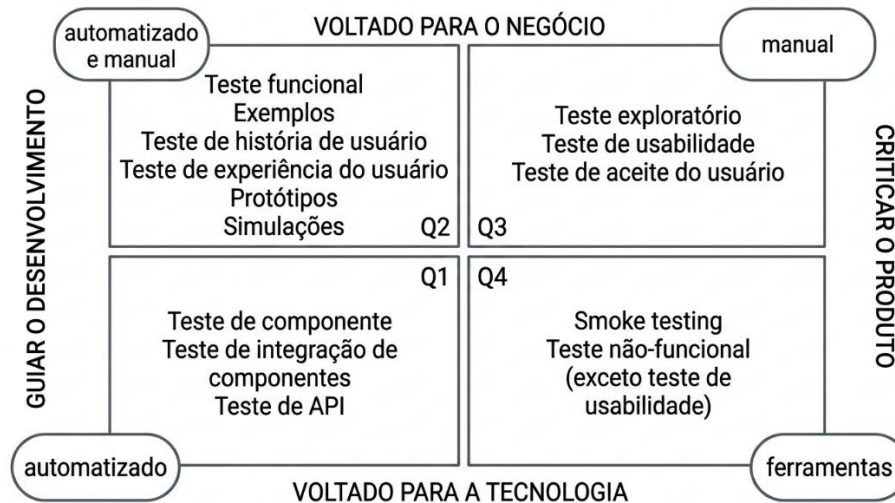 automatizado
e manual
VOLTADO PARA O NEGÓCIO
manual
GUIAR O DESENVOLVIMENTO
Teste funcional
Exemplos
Teste de história de usuário
Teste de experiência do usuário
Protótipos
Simulações
Q2
Q3
Teste exploratório
Teste de usabilidade
Teste de aceite do usuário
CRITICAR O PRODUTO
Q1
Q4
Teste de componente
Teste de integração de
componentes
Teste de API
Smoke testing
Teste não-funcional
(exceto teste de
usabilidade)
automatizado
VOLTADO PARA A TECNOLOGIA
ferramentas